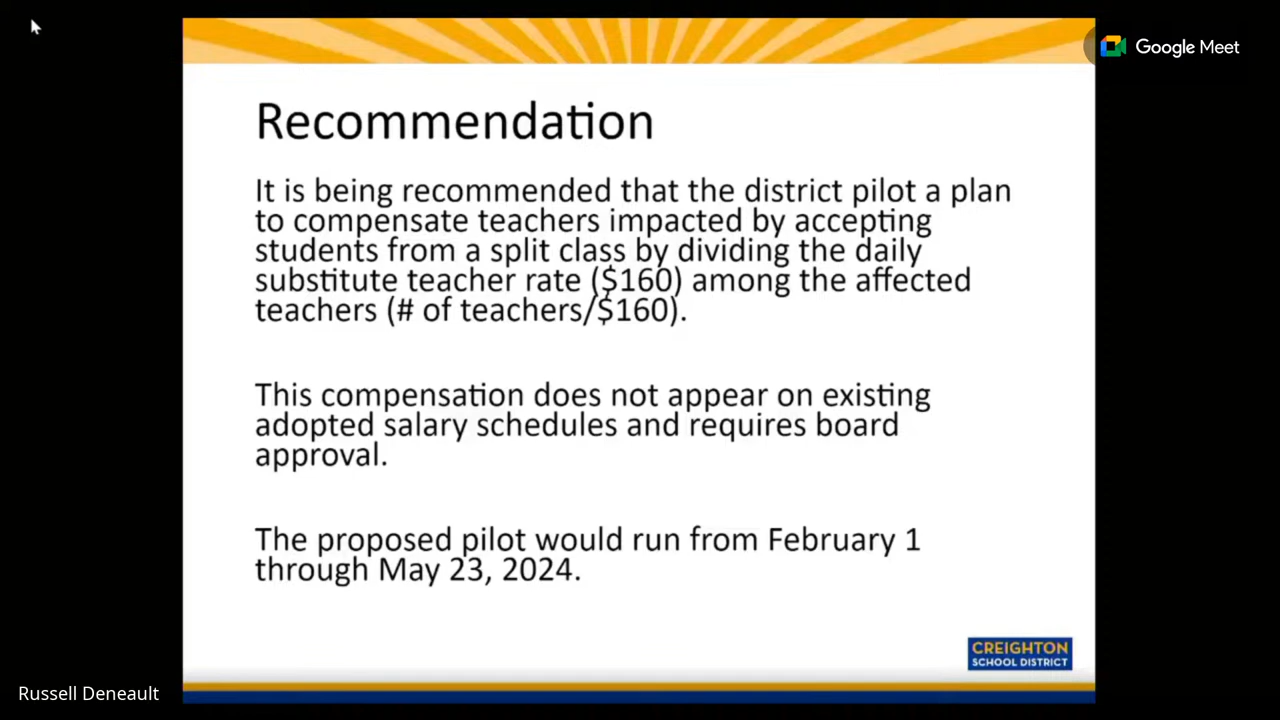 Google Meet
Recommendation
It is being recommended that the district pilot a plan
to compensate teachers impacted by accepting
students from a split class by dividing the daily
substitute teacher rate ($160) among the affected
teachers (# of teachers/$160).
This compensation does not appear on existing
adopted salary schedules and requires board
approval.
The proposed pilot would run from February 1
through May 23, 2024.
CREIGHTON
SCHOOL DISTRICT
Russell Deneault